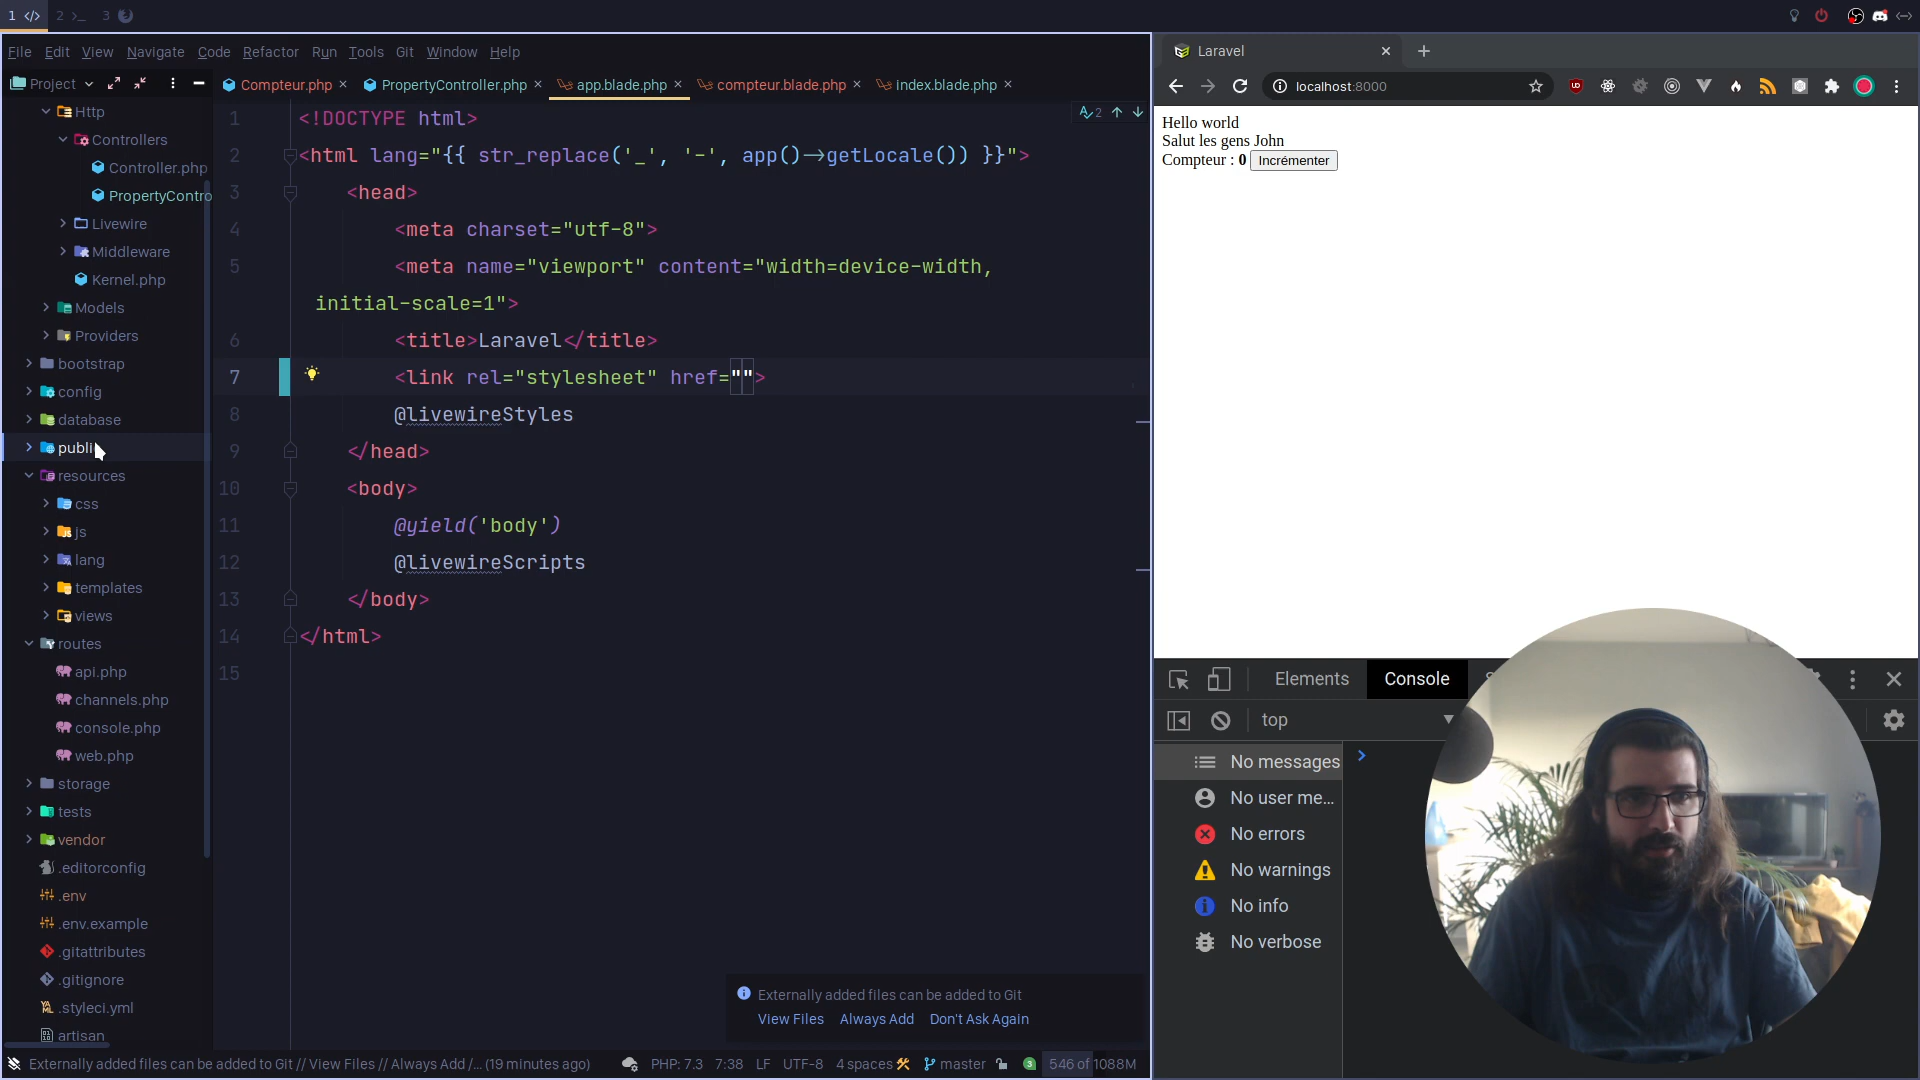 1 </> 2 >_ 3
File Edit View Navigate Code Refactor Run Tools Git Window Help
Project
Compteur.php × PropertyController.php × app.blade.php × compteur.blade.php × index.blade.php ×
Http
Controllers
Controller.php
PropertyContro
Livewire
Middleware
Kernel.php
Models
Providers
bootstrap
config
database
publi
resources
css
js
lang
templates
views
routes
api.php
channels.php
console.php
web.php
storage
tests
vendor
.editorconfig
.env
.env.example
.gitattributes
.gitignore
.styleci.yml
artisan
2
1 <!DOCTYPE html>
2 <html lang="{{ str_replace('_', '-', app()->getLocale()) }}">
3 <head>
4 <meta charset="utf-8">
5 <meta name="viewport" content="width=device-width,
initial-scale=1">
6 <title>Laravel</title>
7 <link rel="stylesheet" href="">
8 @livewireStyles
9 </head>
10 <body>
11 @yield('body')
12 @livewireScripts
13 </body>
14 </html>
15
Externally added files can be added to Git
View Files Always Add Don't Ask Again
Externally added files can be added to Git // View Files // Always Add /... (19 minutes ago) PHP: 7.3 7:38 LF UTF-8 4 spaces master 3 546 of 1088M
Laravel
localhost:8000
Hello world
Salut les gens John
Compteur : 0 Incrémenter
Elements Console
top
No messages
No user me...
No errors
No warnings
No info
No verbose